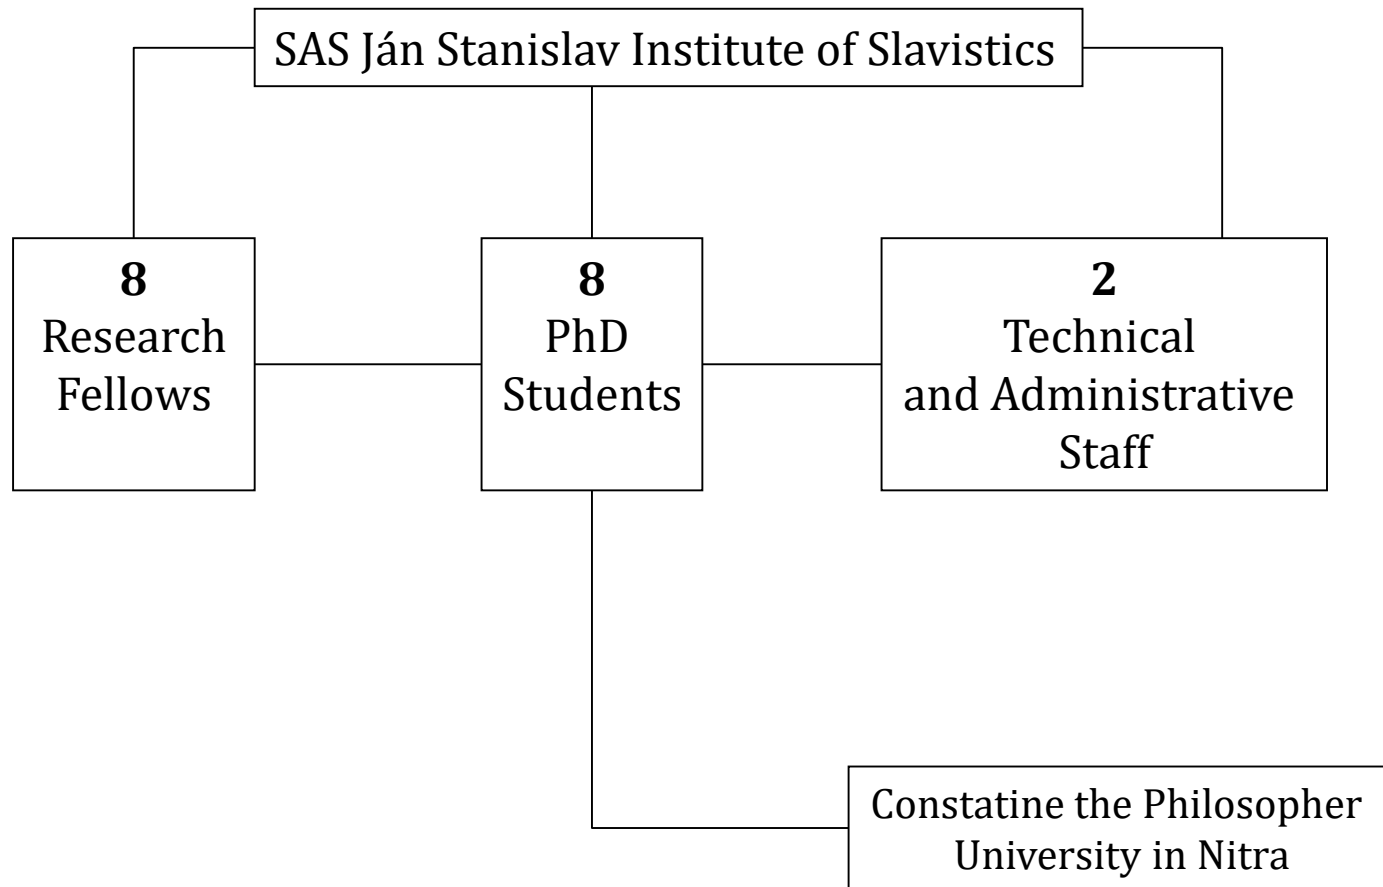 SAS Ján Stanislav Institute of Slavistics
8
Research
Fellows
8
PhD
Students
2
Technical
and Administrative
Staff
Constatine the Philosopher
University in Nitra